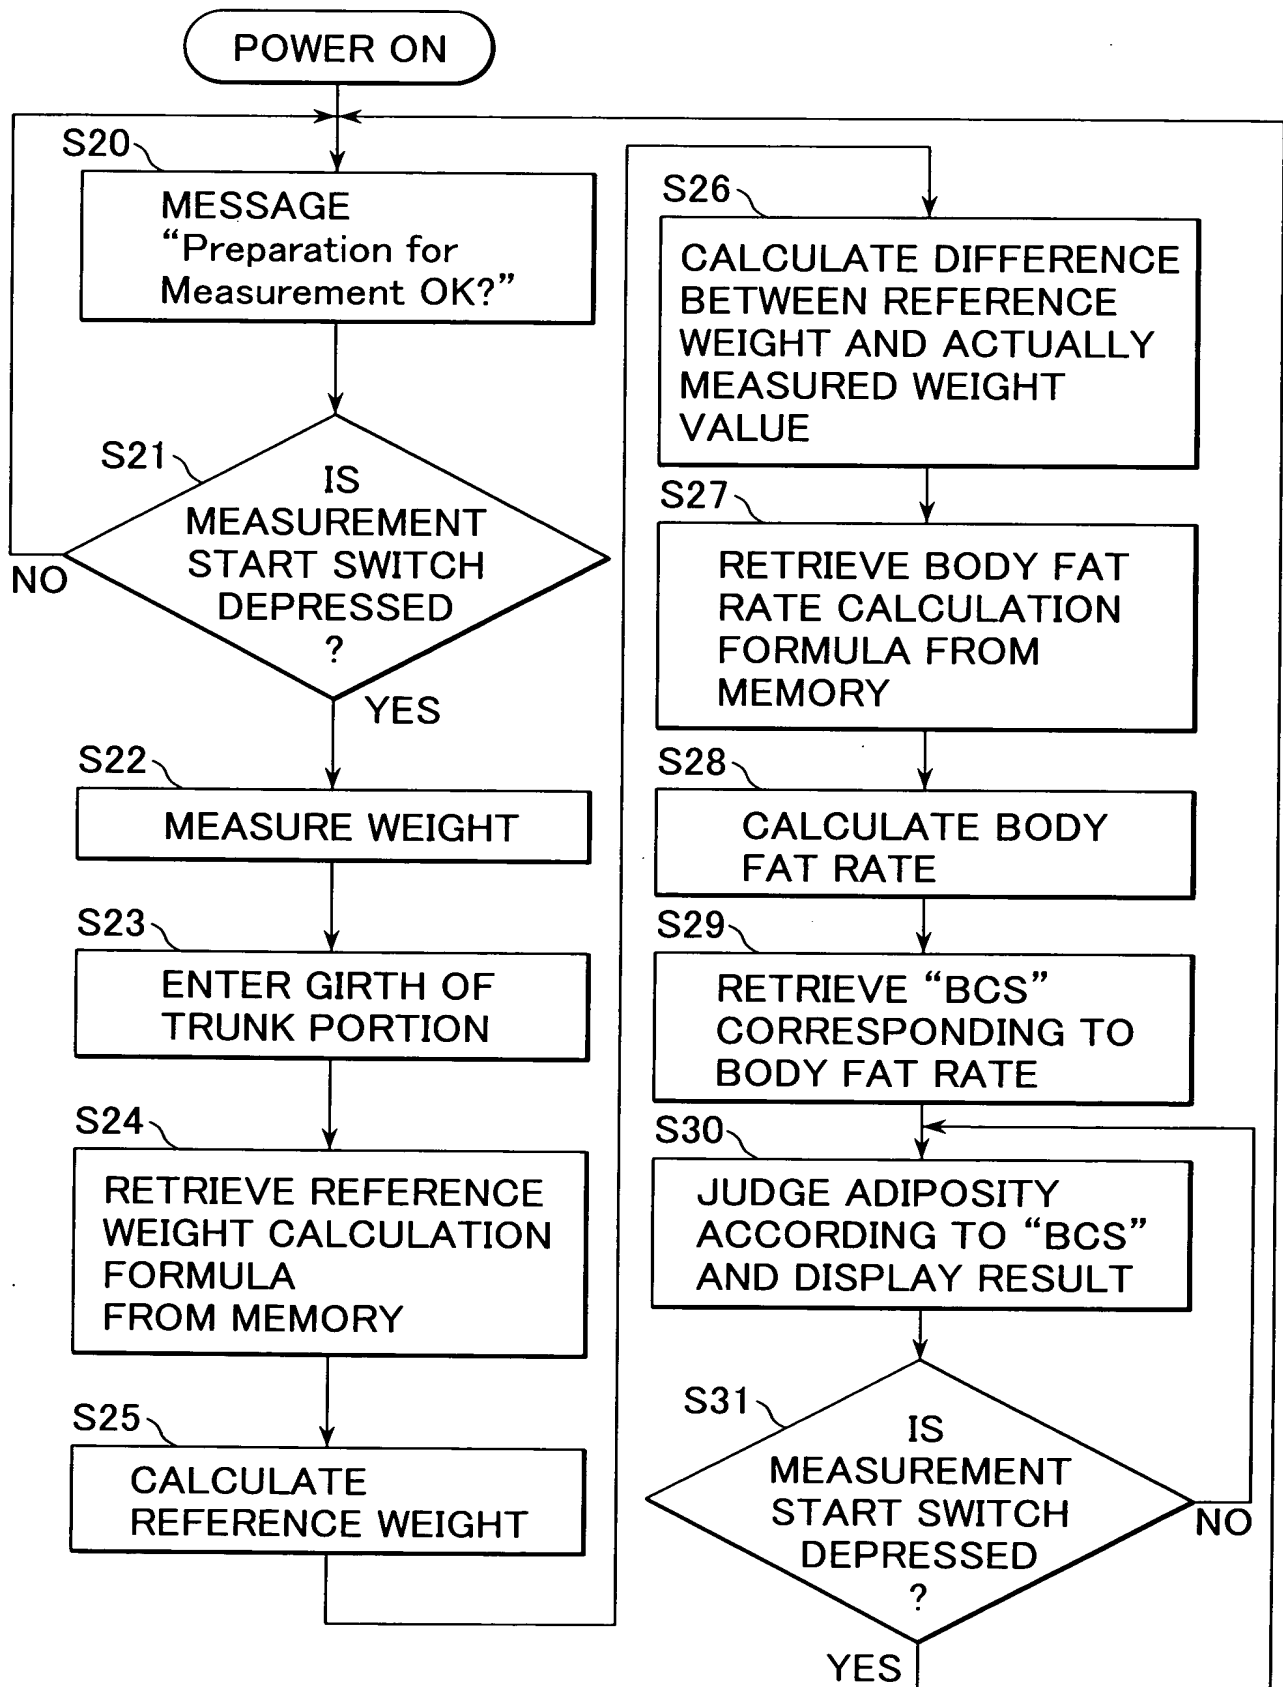 POWER ON
S20
MESSAGE
“Preparation for
Measurement OK?”
S21
IS
MEASUREMENT
START SWITCH
DEPRESSED
?
NO
YES
S22
MEASURE WEIGHT
S23
ENTER GIRTH OF
TRUNK PORTION
S24
RETRIEVE REFERENCE
WEIGHT CALCULATION
FORMULA
FROM MEMORY
S25
CALCULATE
REFERENCE WEIGHT
S26
CALCULATE DIFFERENCE
BETWEEN REFERENCE
WEIGHT AND ACTUALLY
MEASURED WEIGHT
VALUE
S27
RETRIEVE BODY FAT
RATE CALCULATION
FORMULA FROM
MEMORY
S28
CALCULATE BODY
FAT RATE
S29
RETRIEVE “BCS”
CORRESPONDING TO
BODY FAT RATE
S30
JUDGE ADIPOSITY
ACCORDING TO “BCS”
AND DISPLAY RESULT
S31
IS
MEASUREMENT
START SWITCH
DEPRESSED
?
NO
YES